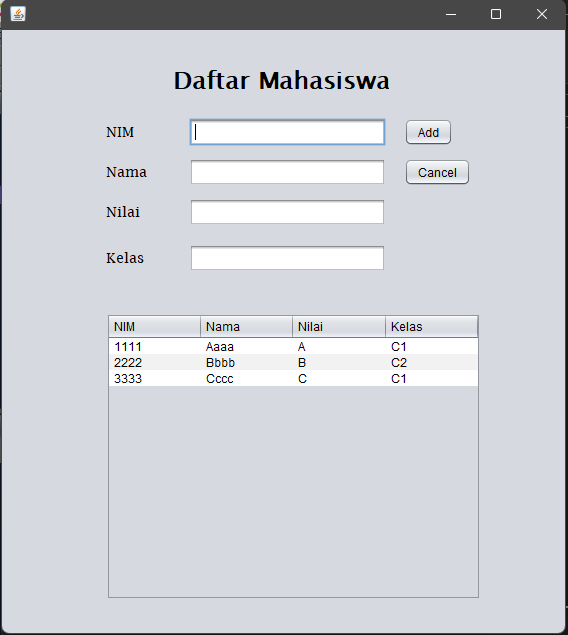 Daftar Mahasiswa
NIM Add
Nama Cancel
Nilai
Kelas
NIM Nama Nilai Kelas
1111 Aaaa A C1
2222 Bbbb B C2
3333 Cccc C C1